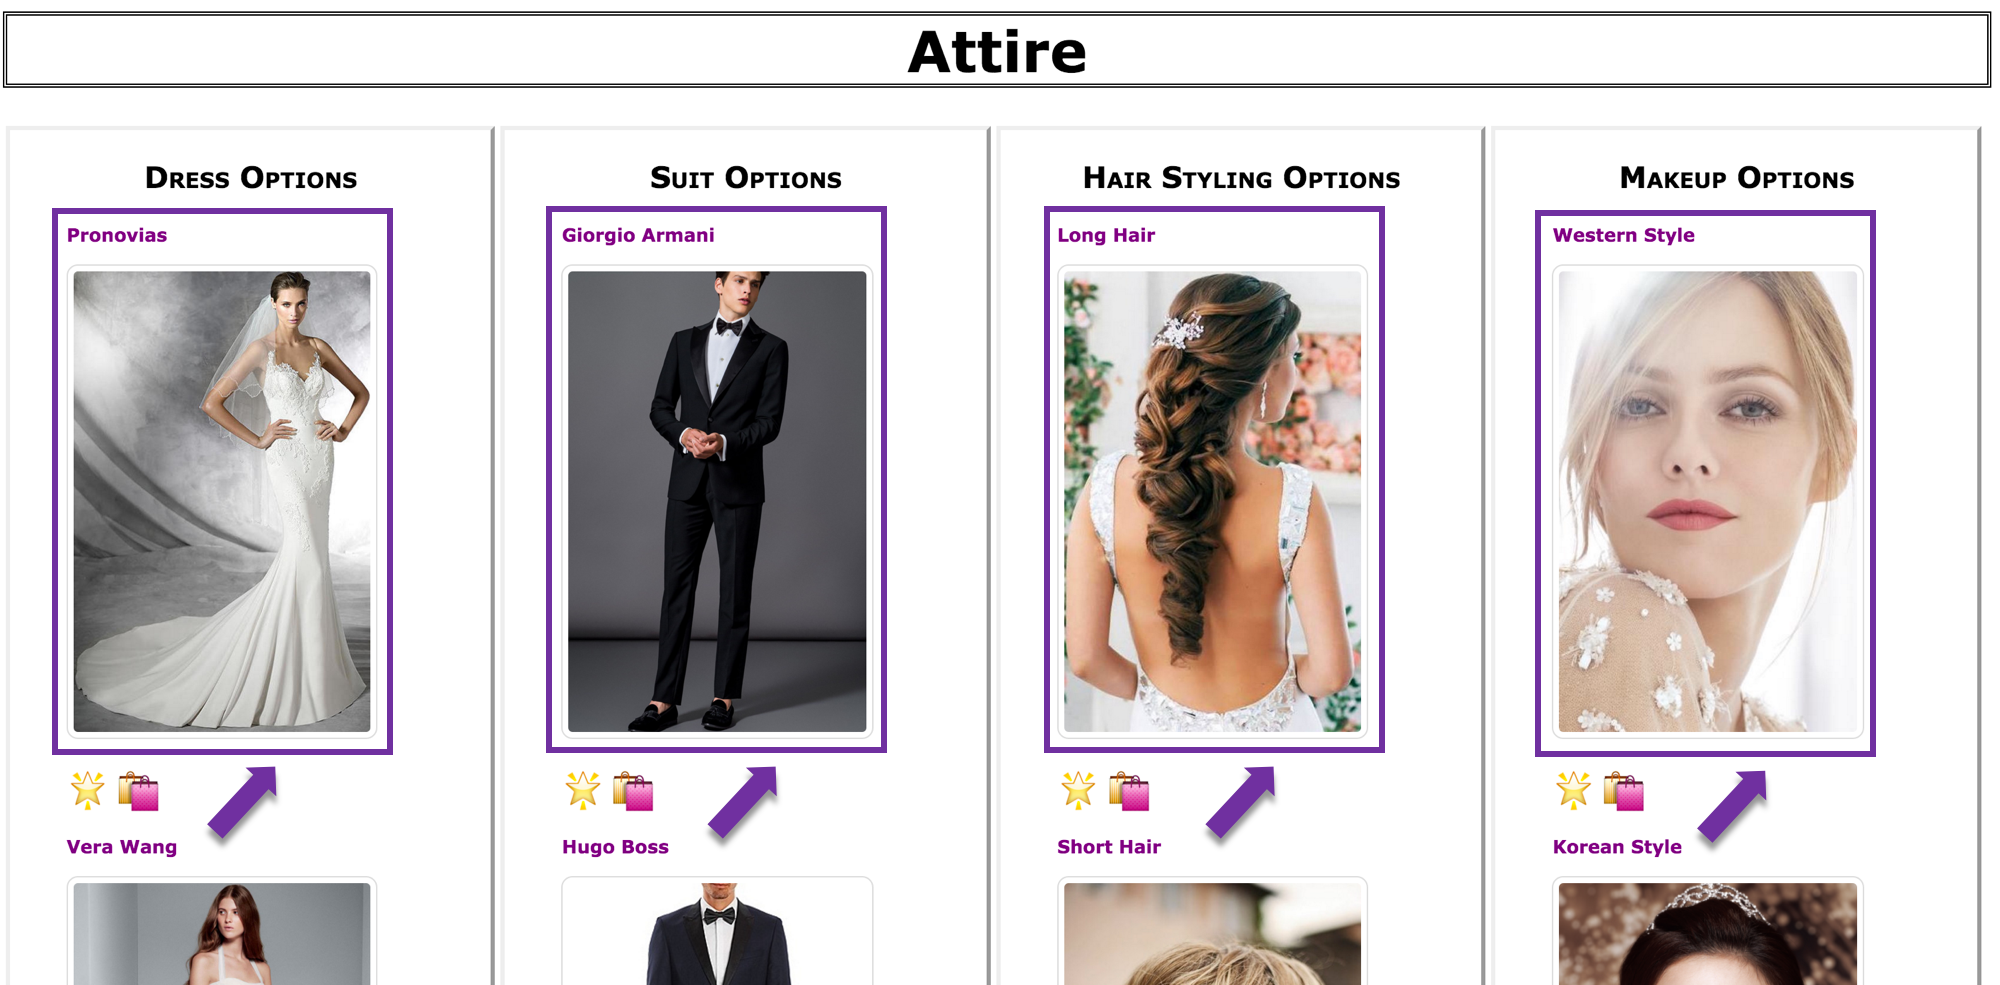 Attire
Dress Options
Pronovias
Vera Wang
Suit Options
Giorgio Armani
Hugo Boss
Hair Styling Options
Long Hair
Short Hair
Makeup Options
Western Style
Korean Style